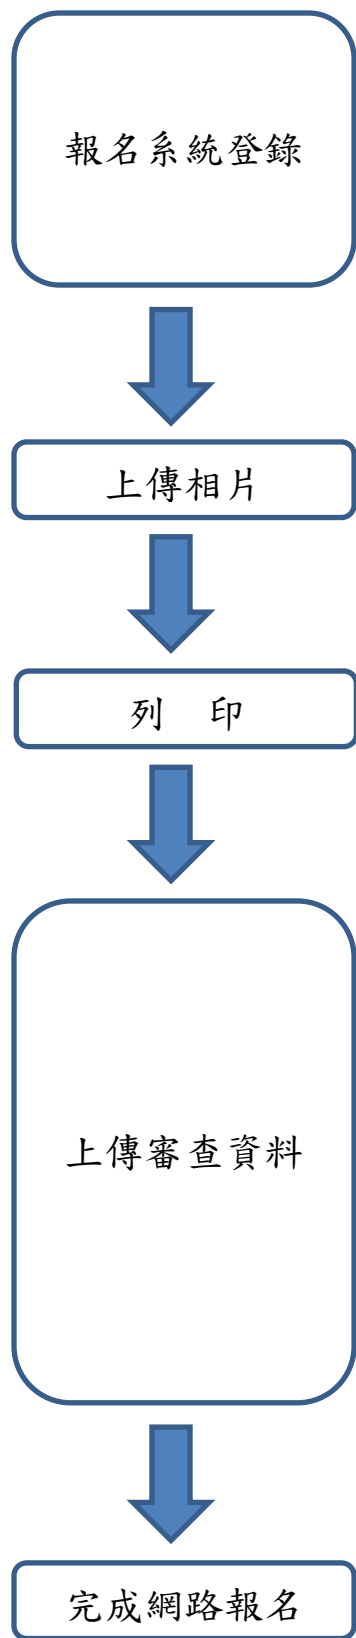 報名系統登錄
上傳相片
列　印
上傳審查資料
完成網路報名